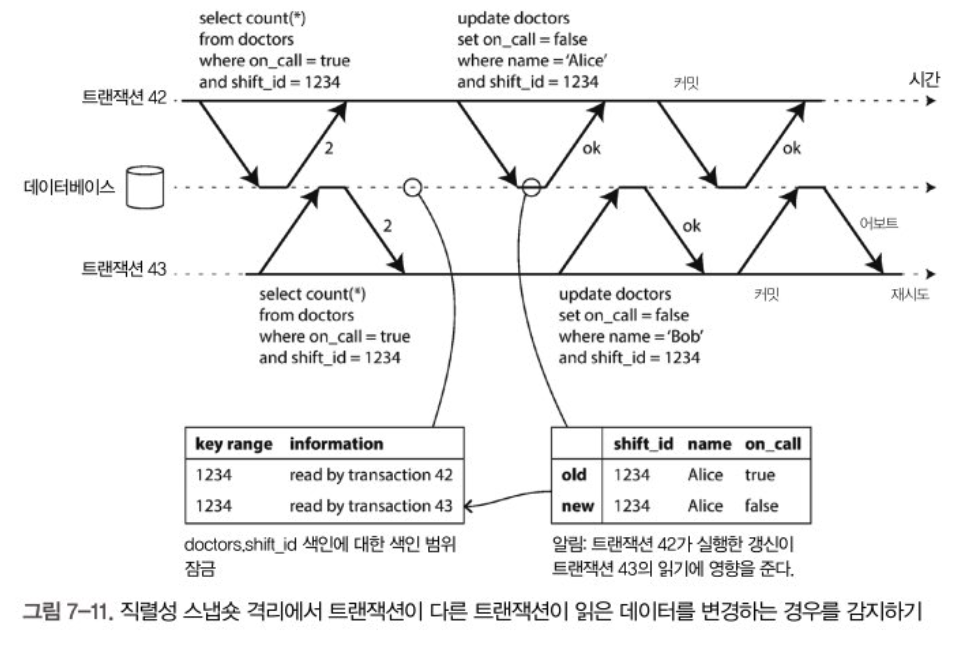 select count(*)
from doctors
where on_call = true
and shift_id = 1234
update doctors
set on_call = false
where name = ‘Alice’
and shift_id = 1234
커밋
시간
트랜잭션 42
2
ok
ok
데이터베이스
2
ok
어보트
트랜잭션 43
select count(*)
from doctors
where on_call = true
and shift_id = 1234
update doctors
set on_call = false
where name = ‘Bob’
and shift_id = 1234
커밋
재시도
key range information
1234 read by transaction 42
1234 read by transaction 43
doctors,shift_id 색인에 대한 색인 범위
잠금
shift_id name on_call
old 1234 Alice true
new 1234 Alice false
알림: 트랜잭션 42가 실행한 갱신이
트랜잭션 43의 읽기에 영향을 준다.
그림 7-11. 직렬성 스냅숏 격리에서 트랜잭션이 다른 트랜잭션이 읽은 데이터를 변경하는 경우를 감지하기